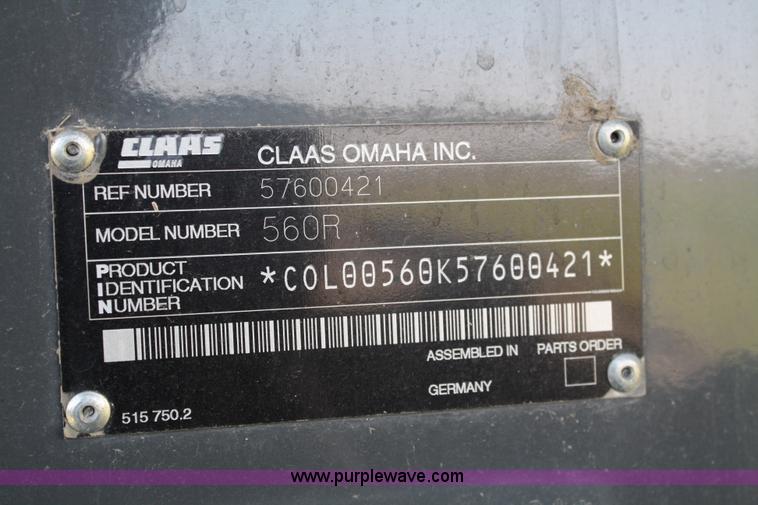 CLAAS
OMAHA
CLAAS OMAHA INC.
REF NUMBER 57600421
MODEL NUMBER 560R
PRODUCT
IDENTIFICATION
NUMBER
*C0L00560K57600421*
ASSEMBLED IN PARTS ORDER
GERMANY
515 750.2
www.purplewave.com